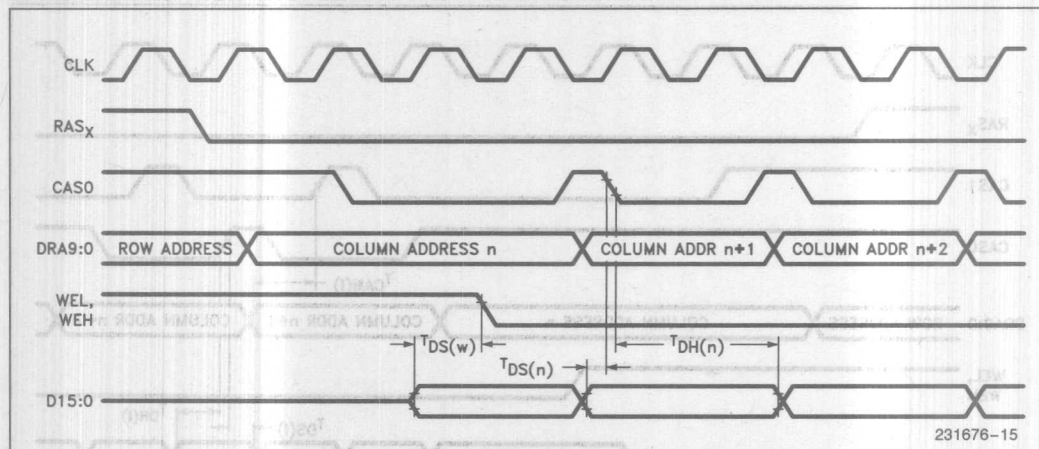 CLK
RASX
CAS0
DRA9:0 ROW ADDRESS COLUMN ADDRESS n COLUMN ADDR n+1 COLUMN ADDR n+2
WEL,
WEH
TDS(w)
TDS(n)
TDH(n)
D15:0
231676-15